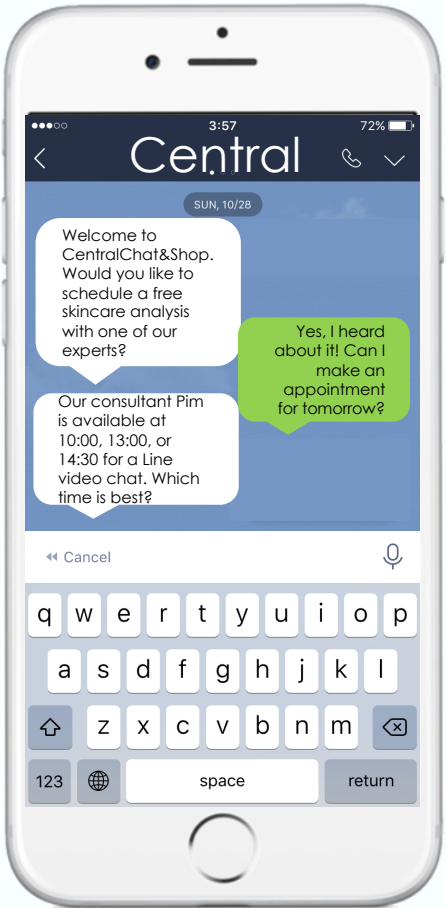 3:57
72%
Central
SUN, 10/28
Welcome to
CentralChat&Shop.
Would you like to
schedule a free
skincare analysis
with one of our
experts?
Yes, I heard
about it! Can I
make an
appointment
for tomorrow?
Our consultant Pim
is available at
10:00, 13:00, or
14:30 for a Line
video chat. Which
time is best?
Cancel
q w e r t y u i o p
a s d f g h j k l
z x c v b n m
123 space return